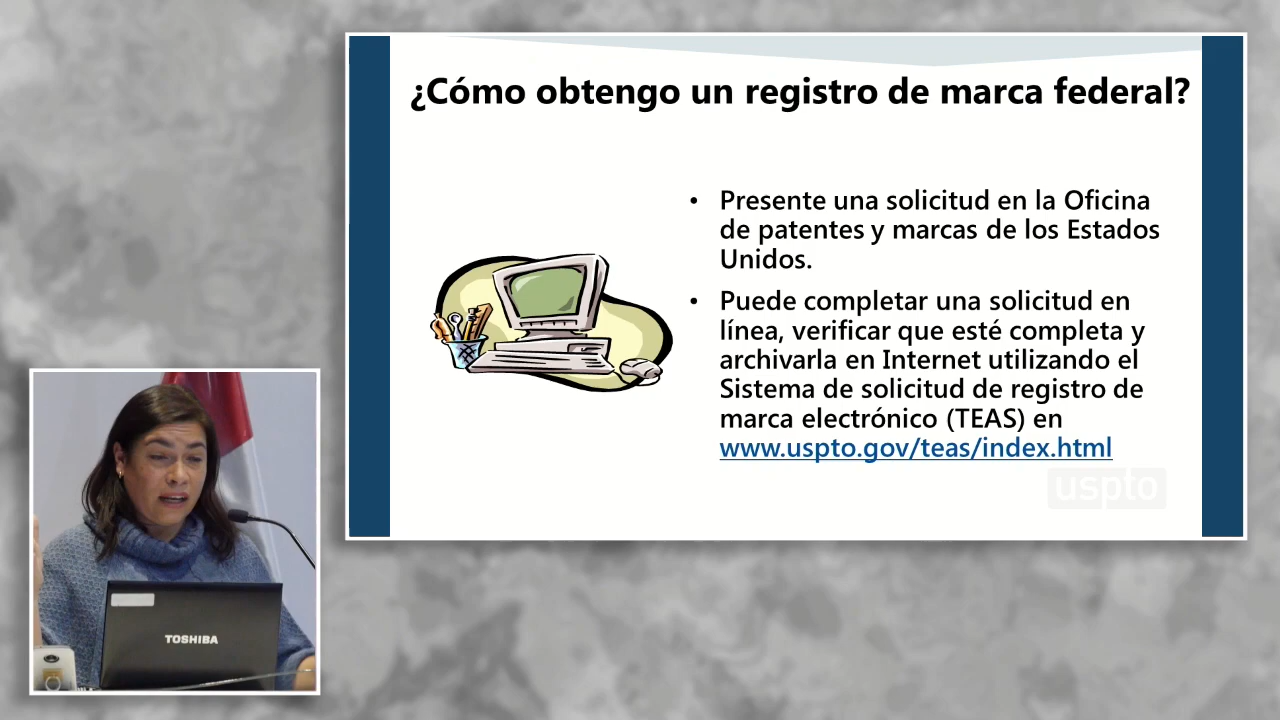 ¿Cómo obtengo un registro de marca federal?
• Presente una solicitud en la Oficina
de patentes y marcas de los Estados
Unidos.
• Puede completar una solicitud en
línea, verificar que esté completa y
archivarla en Internet utilizando el
Sistema de solicitud de registro de
marca electrónico (TEAS) en
www.uspto.gov/teas/index.html
uspto
TOSHIBA